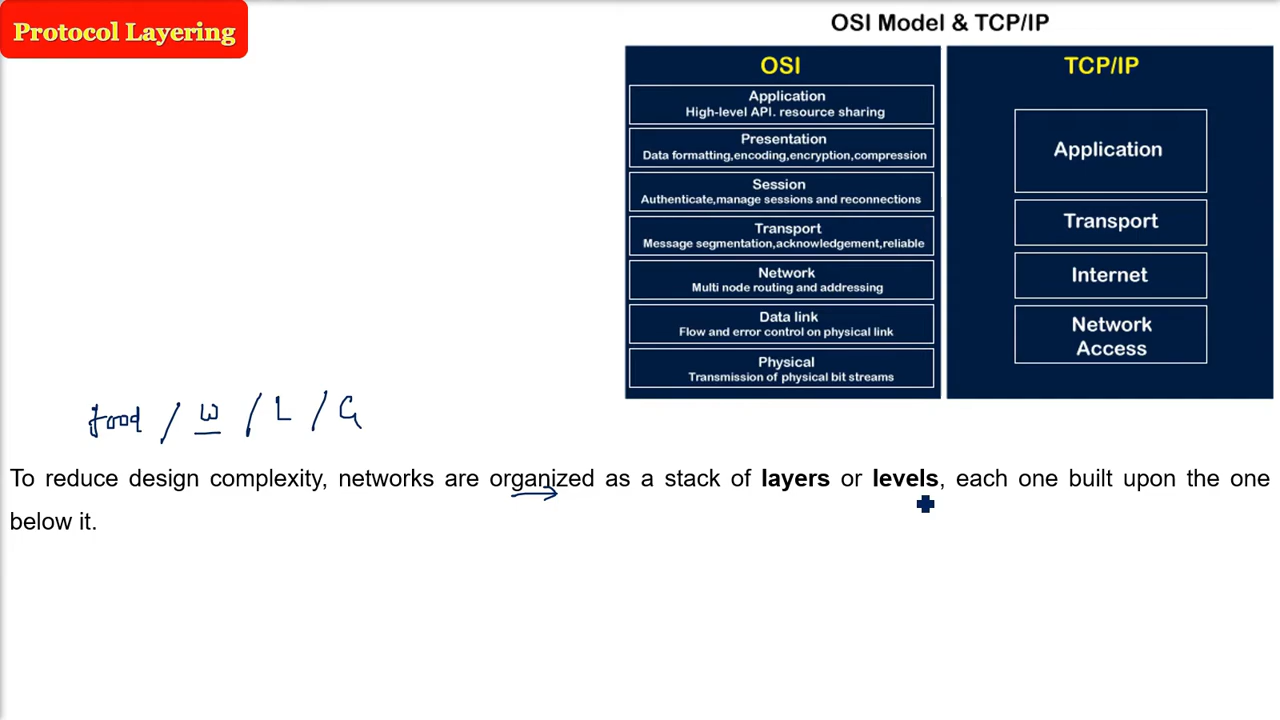 Protocol Layering
OSI Model & TCP/IP
OSI
Application
High-level API. resource sharing
Presentation
Data formatting,encoding,encryption,compression
Session
Authenticate,manage sessions and reconnections
Transport
Message segmentation,acknowledgement,reliable
Network
Multi node routing and addressing
Data link
Flow and error control on physical link
Physical
Transmission of physical bit streams
TCP/IP
Application
Transport
Internet
Network
Access
food / W / L / G
To reduce design complexity, networks are organized as a stack of layers or levels, each one built upon the one
below it.